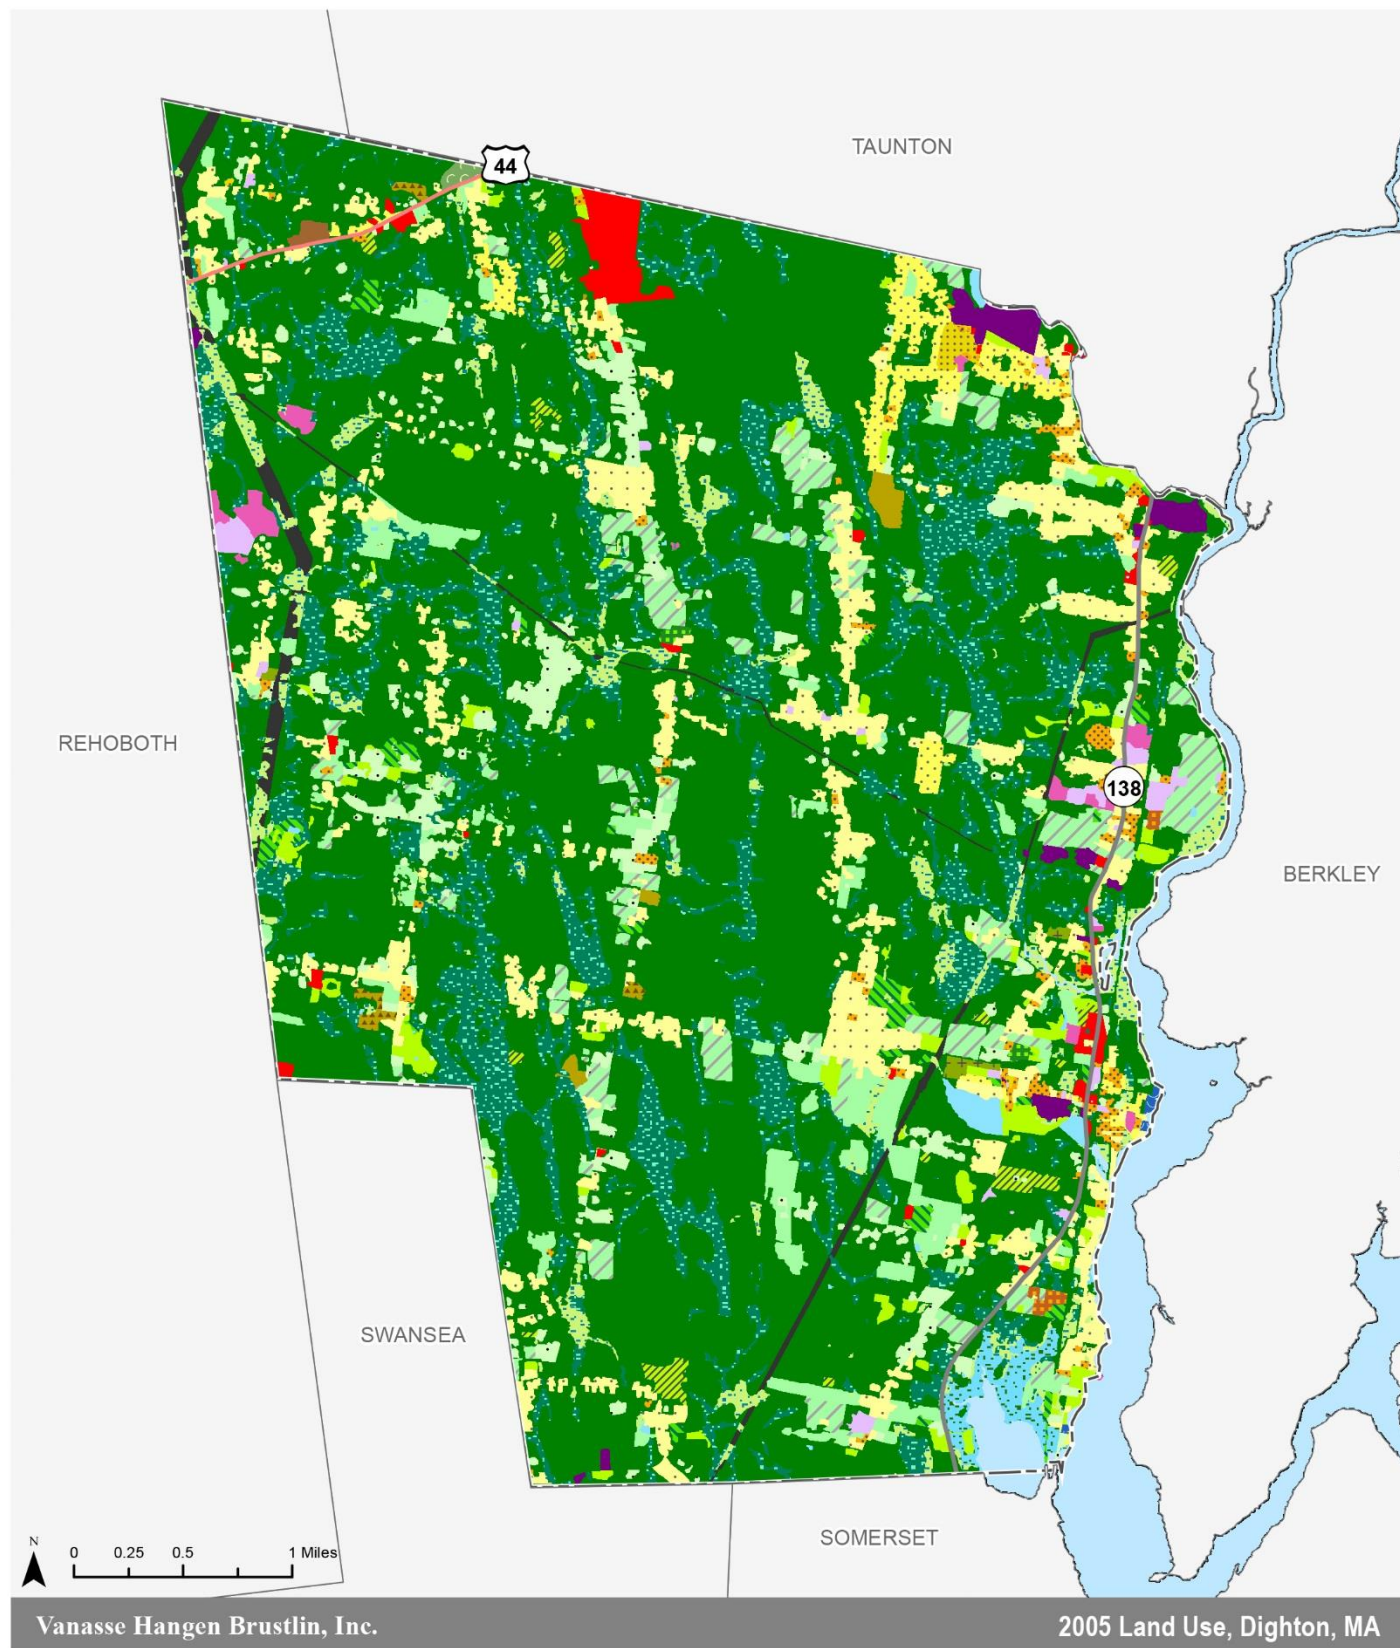 TAUNTON
44
REHOBOTH
138
BERKLEY
SWANSEA
SOMERSET
N
0 0.25 0.5 1 Miles
Vanasse Hangen Brustlin, Inc.
2005 Land Use, Dighton, MA